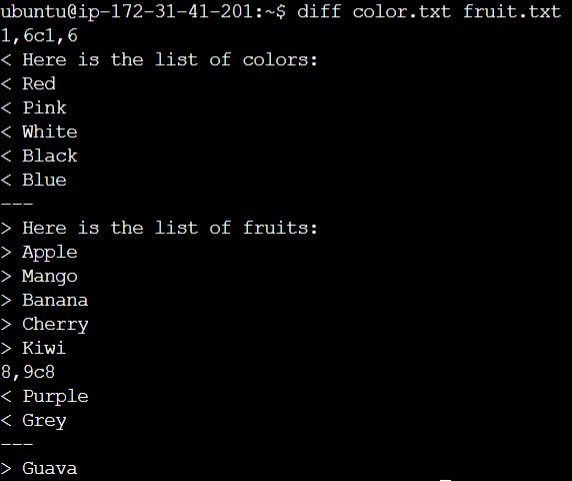 ubuntu@ip-172-31-41-201:~$ diff color.txt fruit.txt
1,6c1,6
< Here is the list of colors:
< Red
< Pink
< White
< Black
< Blue
---
> Here is the list of fruits:
> Apple
> Mango
> Banana
> Cherry
> Kiwi
8,9c8
< Purple
< Grey
---
> Guava